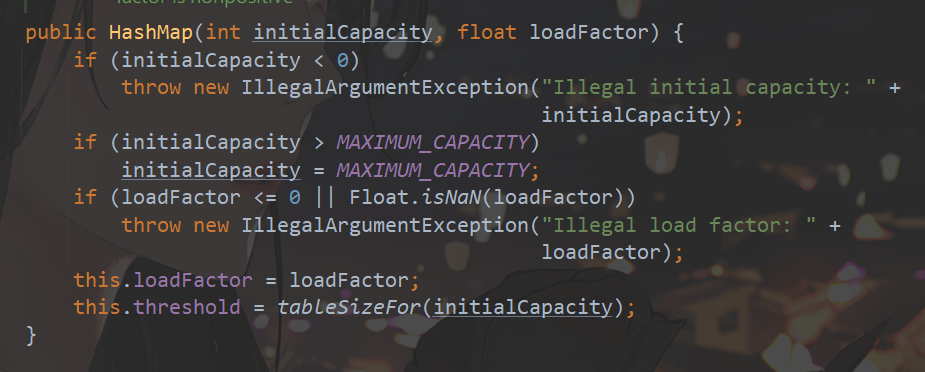 factor is nonpositive
public HashMap(int initialCapacity, float loadFactor) {
    if (initialCapacity < 0)
        throw new IllegalArgumentException("Illegal initial capacity: " +
                                           initialCapacity);
    if (initialCapacity > MAXIMUM_CAPACITY)
        initialCapacity = MAXIMUM_CAPACITY;
    if (loadFactor <= 0 || Float.isNaN(loadFactor))
        throw new IllegalArgumentException("Illegal load factor: " +
                                           loadFactor);
    this.loadFactor = loadFactor;
    this.threshold = tableSizeFor(initialCapacity);
}